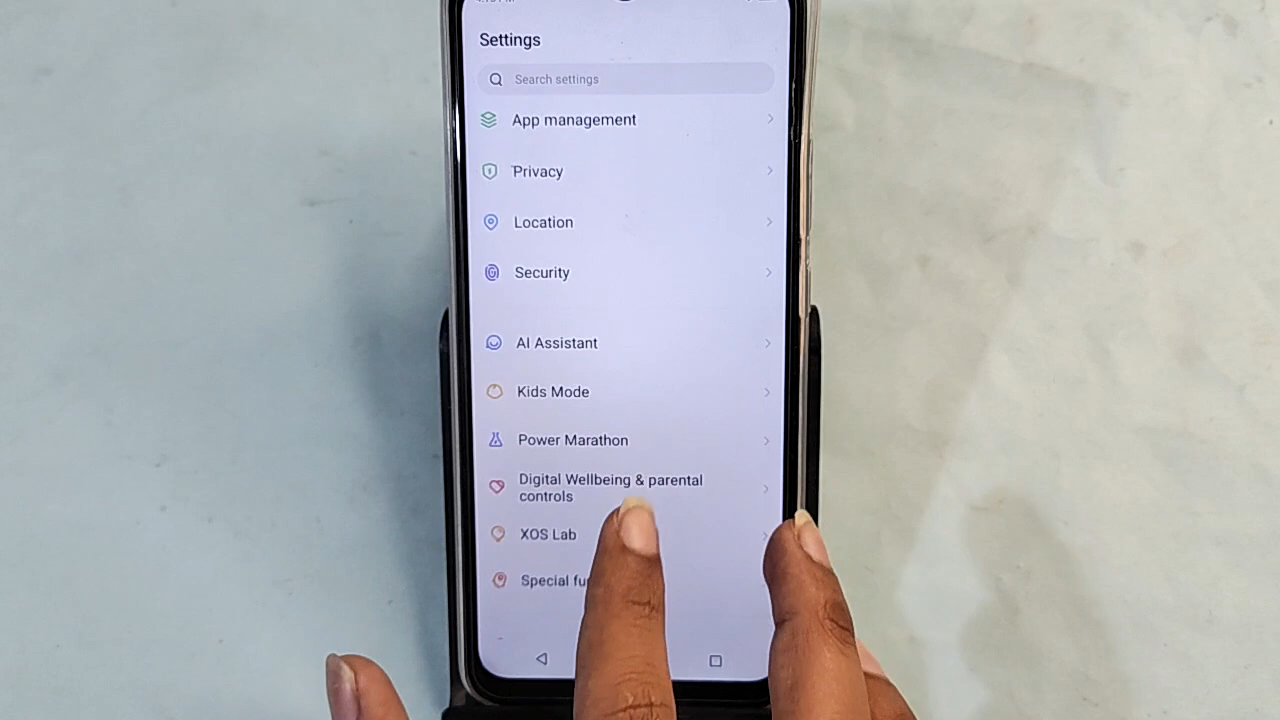 Settings
Search settings
App management
Privacy
Location
Security
AI Assistant
Kids Mode
Power Marathon
Digital Wellbeing & parental
controls
XOS Lab
Special